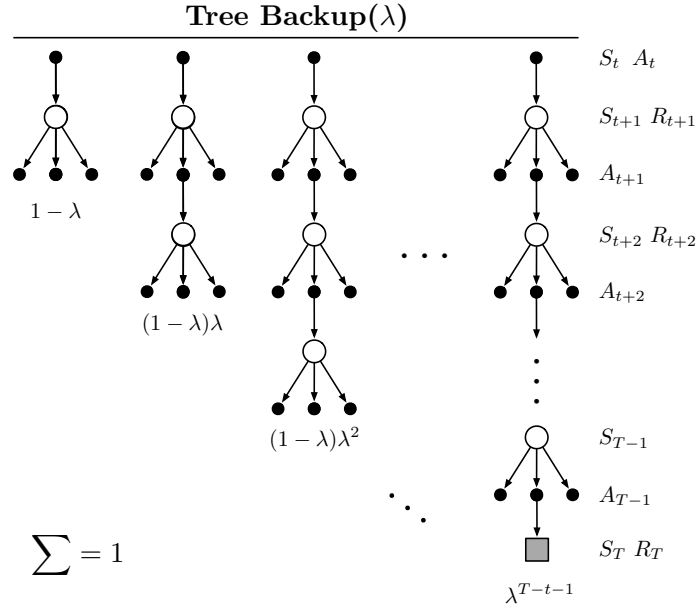 Tree Backup(λ)
S_t A_t
S_{t+1} R_{t+1}
A_{t+1}
1 − λ
S_{t+2} R_{t+2}
· · ·
A_{t+2}
(1 − λ)λ
(1 − λ)λ^2
S_{T−1}
A_{T−1}
∑ = 1
S_T R_T
λ^{T−t−1}